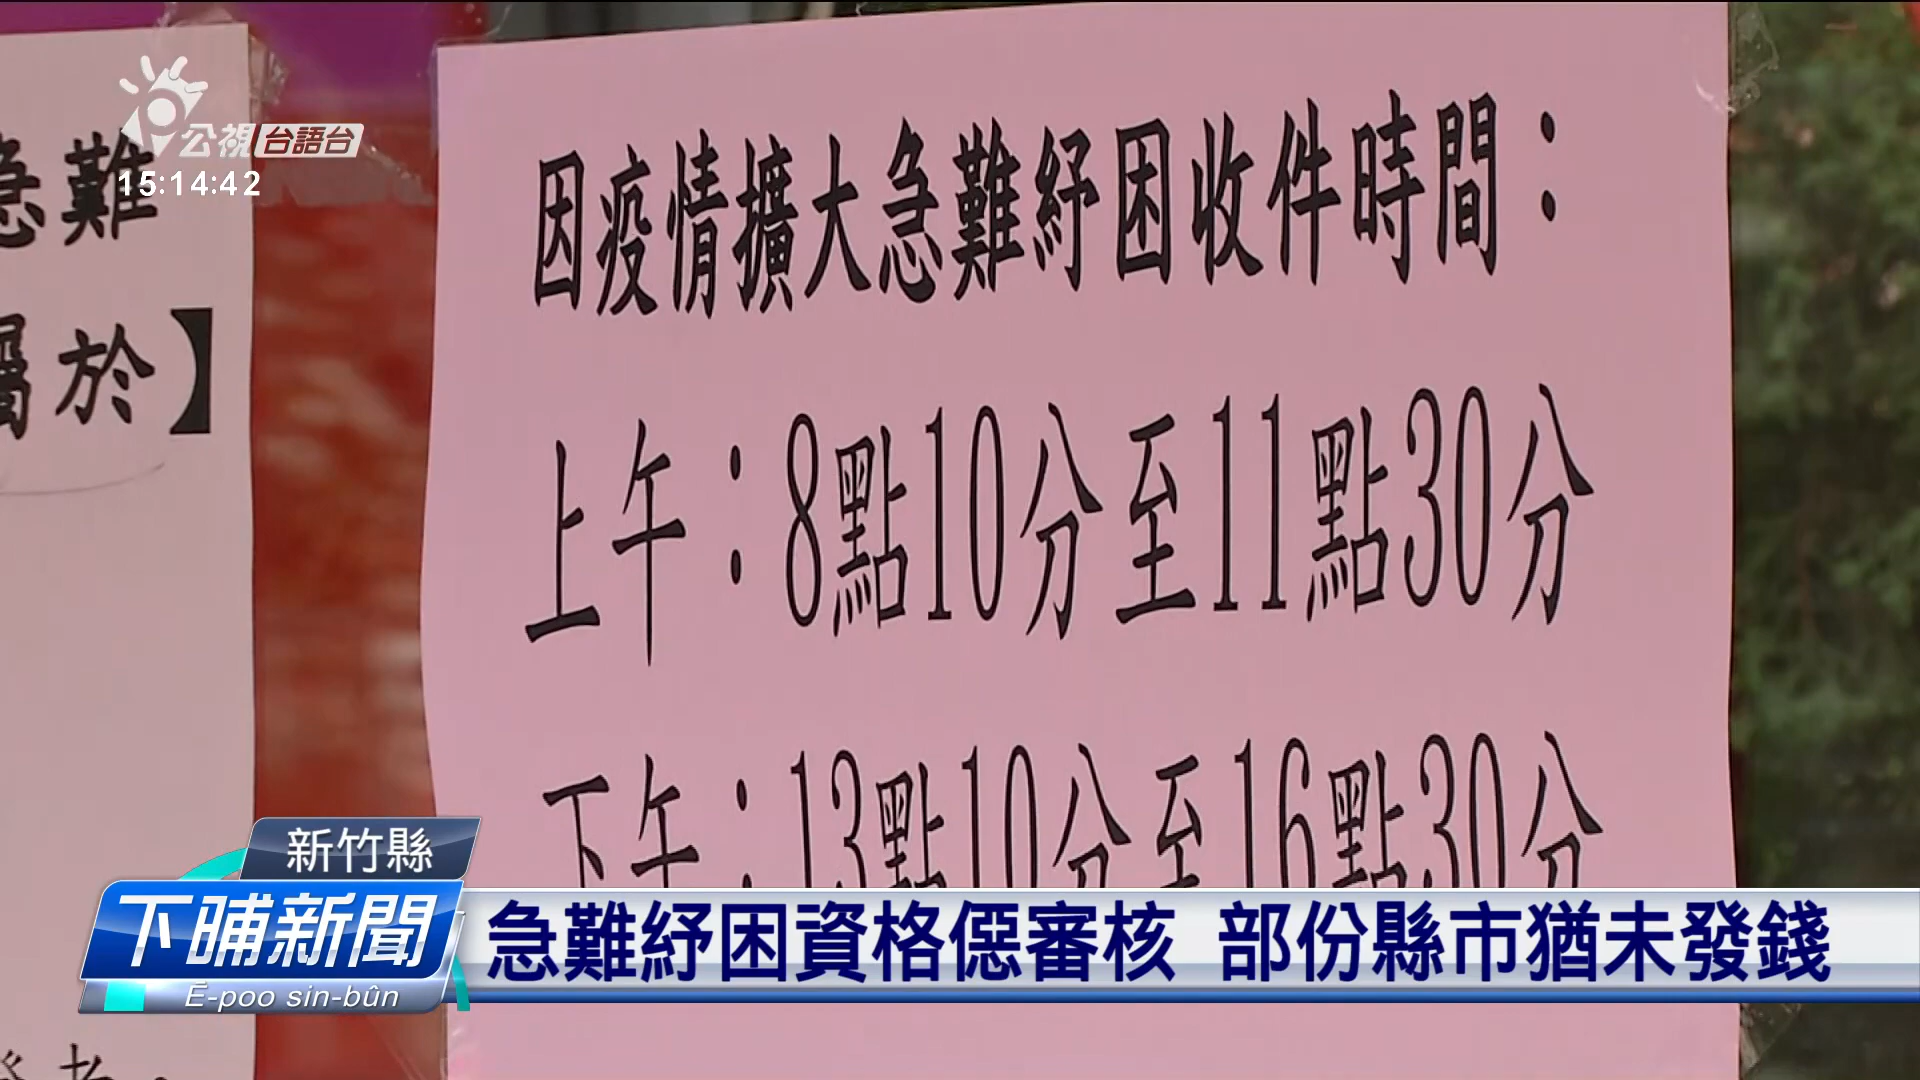 公視台語台
15:14:42
急難
屬於】
因疫情擴大急難紓困收件時間：
上午：8點10分至11點30分
下午：13點10分至16點30分
新竹縣
下晡新聞
Ē-poo sin-bûn
急難紓困資格僫審核 部份縣市猶未發錢